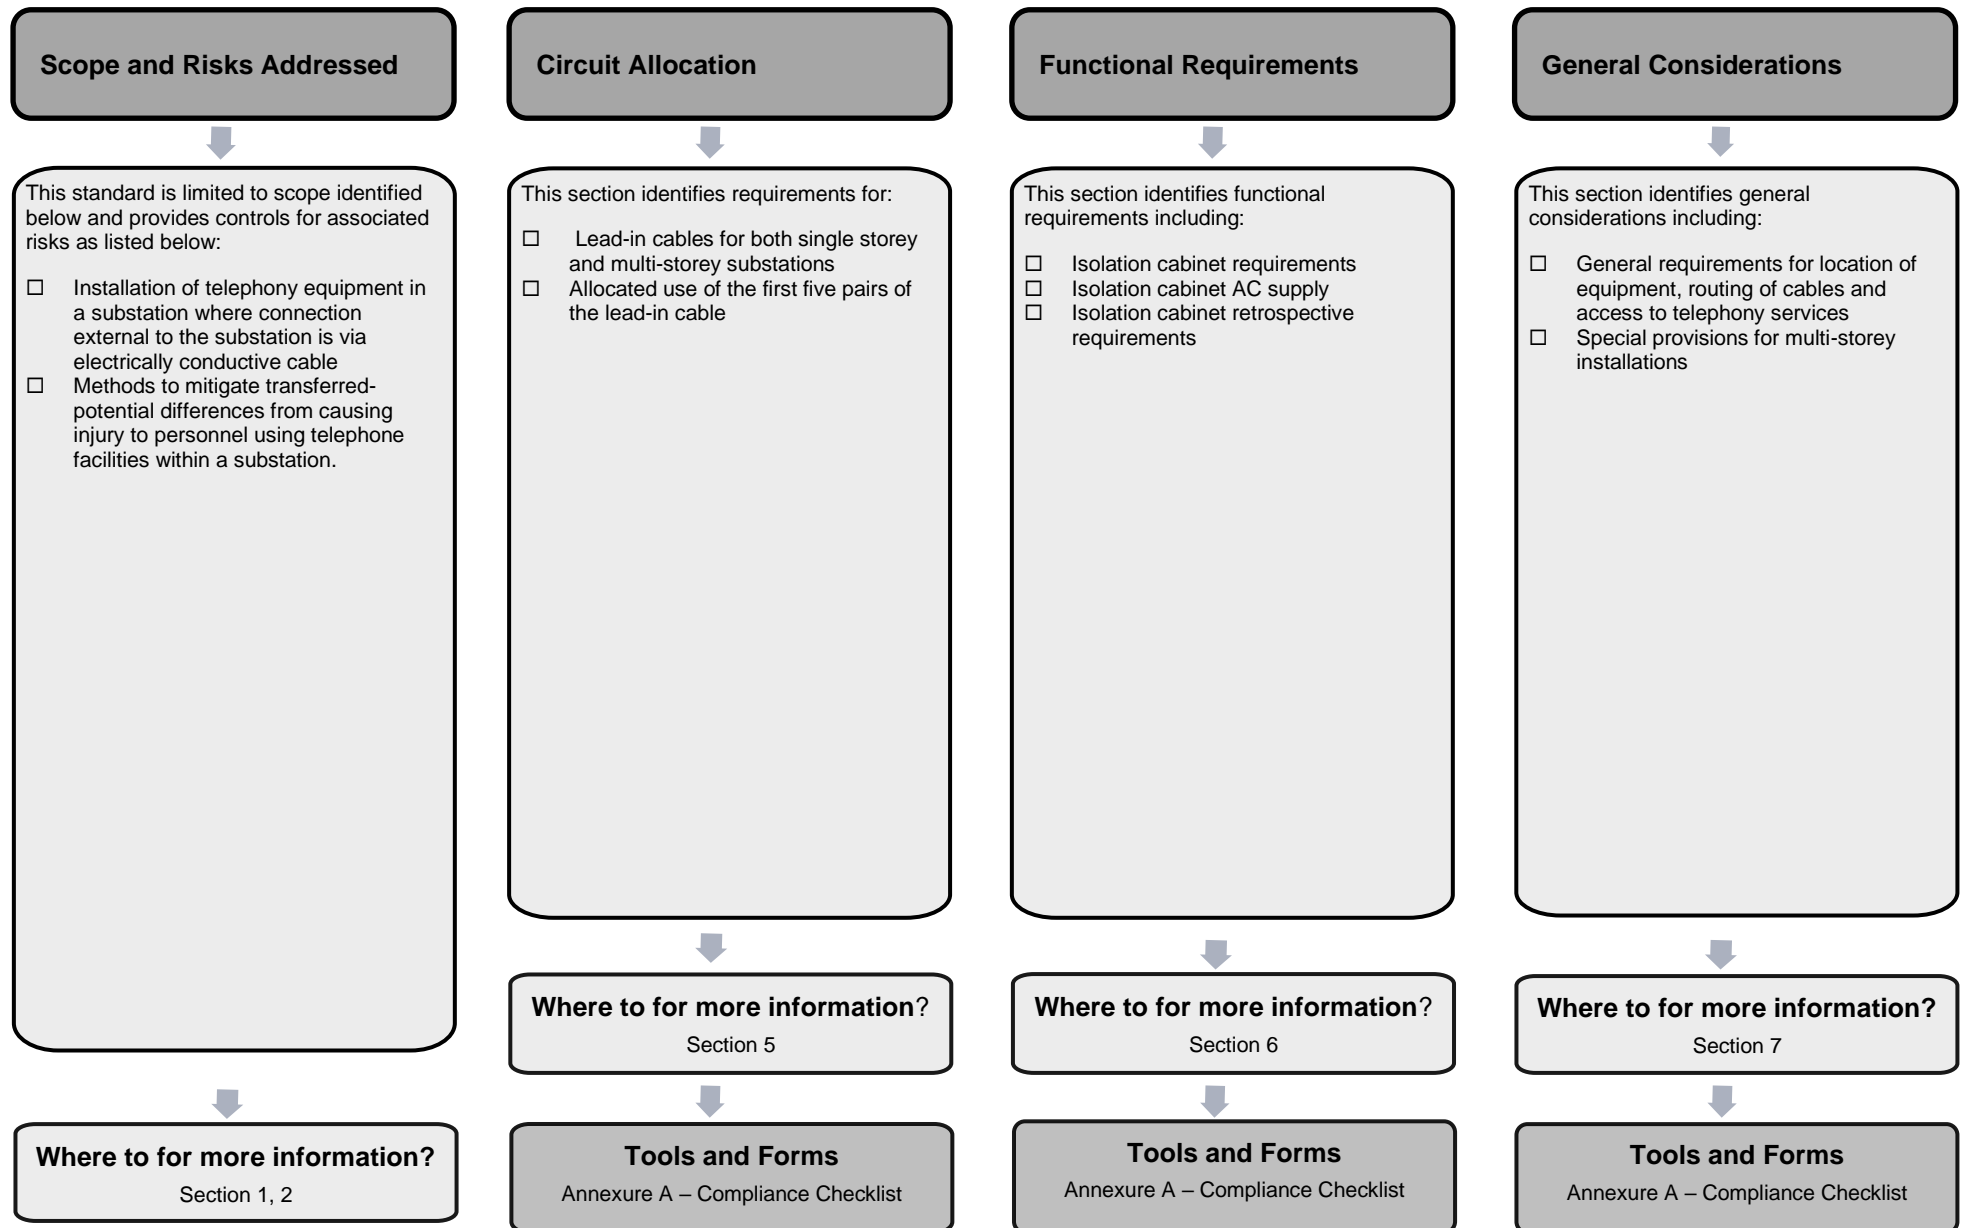 Scope and Risks Addressed
This standard is limited to scope identified
below and provides controls for associated
risks as listed below:
☐ Installation of telephony equipment in
a substation where connection
external to the substation is via
electrically conductive cable
☐ Methods to mitigate transferred-
potential differences from causing
injury to personnel using telephone
facilities within a substation.
Where to for more information?
Section 1, 2
Circuit Allocation
This section identifies requirements for:
☐ Lead-in cables for both single storey
and multi-storey substations
☐ Allocated use of the first five pairs of
the lead-in cable
Where to for more information?
Section 5
Tools and Forms
Annexure A – Compliance Checklist
Functional Requirements
This section identifies functional
requirements including:
☐ Isolation cabinet requirements
☐ Isolation cabinet AC supply
☐ Isolation cabinet retrospective
requirements
Where to for more information?
Section 6
Tools and Forms
Annexure A – Compliance Checklist
General Considerations
This section identifies general
considerations including:
☐ General requirements for location of
equipment, routing of cables and
access to telephony services
☐ Special provisions for multi-storey
installations
Where to for more information?
Section 7
Tools and Forms
Annexure A – Compliance Checklist